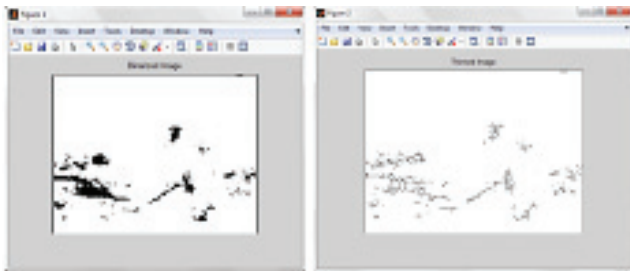 Figure 1
File Edit View Insert Tools Desktop Window Help
Binarized Image
Figure 2
File Edit View Insert Tools Desktop Window Help
Thinned Image